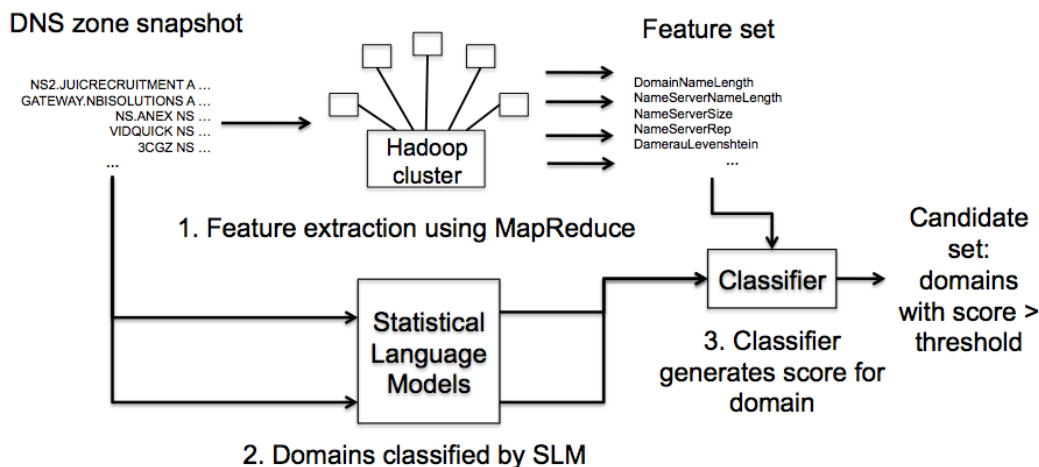 DNS zone snapshot
NS2.JUICRECRUITMENT A ...
GATEWAY.NBISOLUTIONS A ...
NS.ANEX NS ...
VIDQUICK NS ...
3CGZ NS ...
...
Hadoop
cluster
Feature set
DomainNameLength
NameServerNameLength
NameServerSize
NameServerRep
DamerauLevenshtein
...
1. Feature extraction using MapReduce
Statistical
Language
Models
2. Domains classified by SLM
Classifier
3. Classifier
generates score for
domain
Candidate
set:
domains
with score >
threshold